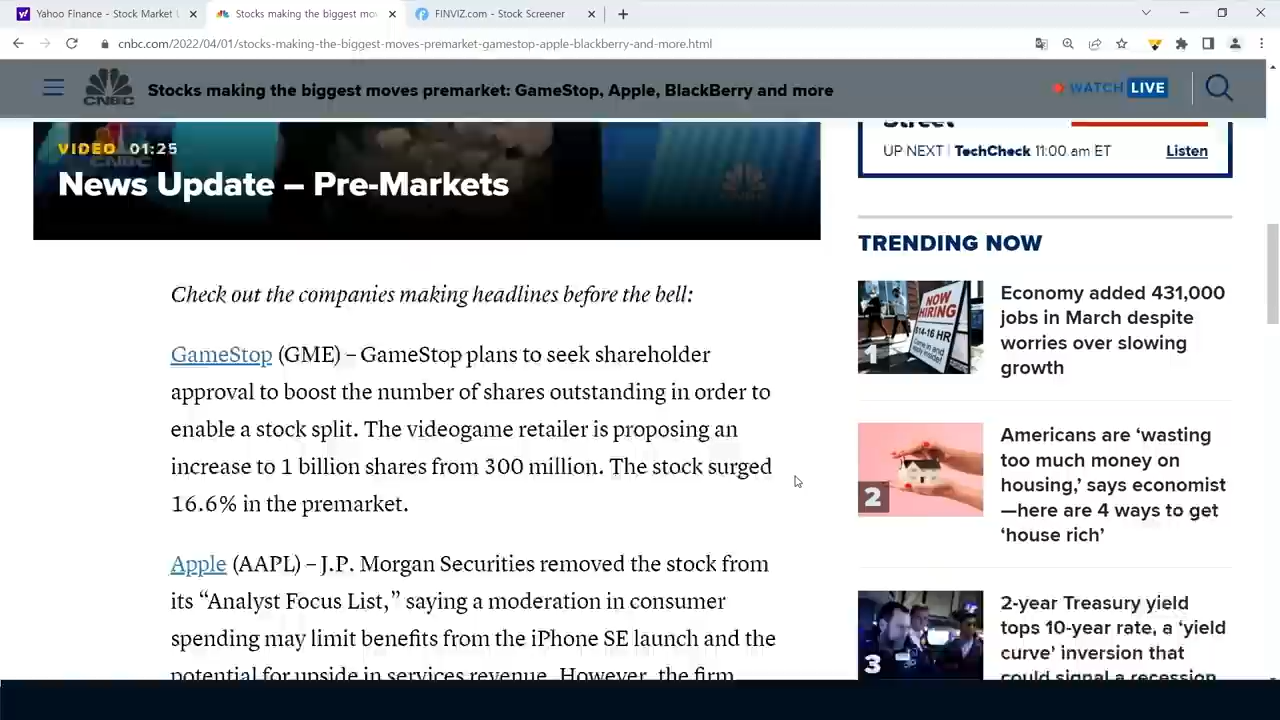 Yahoo Finance - Stock Market
Stocks making the biggest mo
FINVIZ.com - Stock Screener
cnbc.com/2022/04/01/stocks-making-the-biggest-moves-premarket-gamestop-apple-blackberry-and-more.html
CNBC
Stocks making the biggest moves premarket: GameStop, Apple, BlackBerry and more
WATCH LIVE
VIDEO 01:25
News Update – Pre-Markets
Check out the companies making headlines before the bell:
GameStop (GME) – GameStop plans to seek shareholder
approval to boost the number of shares outstanding in order to
enable a stock split. The videogame retailer is proposing an
increase to 1 billion shares from 300 million. The stock surged
16.6% in the premarket.
Apple (AAPL) – J.P. Morgan Securities removed the stock from
its “Analyst Focus List,” saying a moderation in consumer
spending may limit benefits from the iPhone SE launch and the
potential for upside in services revenue. However, the firm
Street
UP NEXT | TechCheck 11:00 am ET
Listen
TRENDING NOW
NOW
HIRING
$14-16 HR
1
Economy added 431,000
jobs in March despite
worries over slowing
growth
2
Americans are ‘wasting
too much money on
housing,’ says economist
—here are 4 ways to get
‘house rich’
3
2-year Treasury yield
tops 10-year rate, a ‘yield
curve’ inversion that
could signal a recession